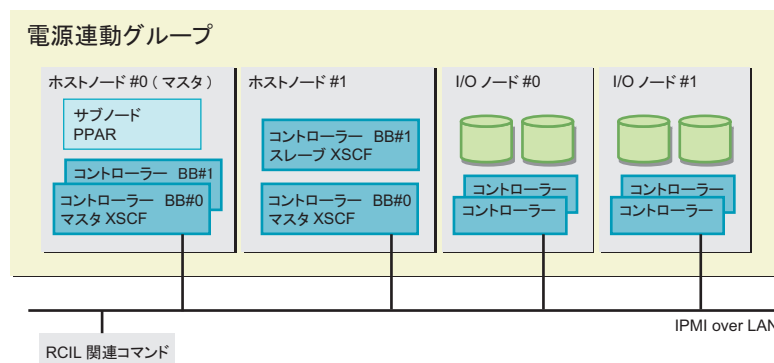 電源連動グループ
ホストノード #0 ( マスタ )
サブノード
PPAR
コントローラー BB#1
コントローラー BB#0
マスタ XSCF
ホストノード #1
コントローラー BB#1
スレーブ XSCF
コントローラー BB#0
マスタ XSCF
I/O ノード #0
コントローラー
コントローラー
I/O ノード #1
コントローラー
コントローラー
IPMI over LAN
RCIL 関連コマンド